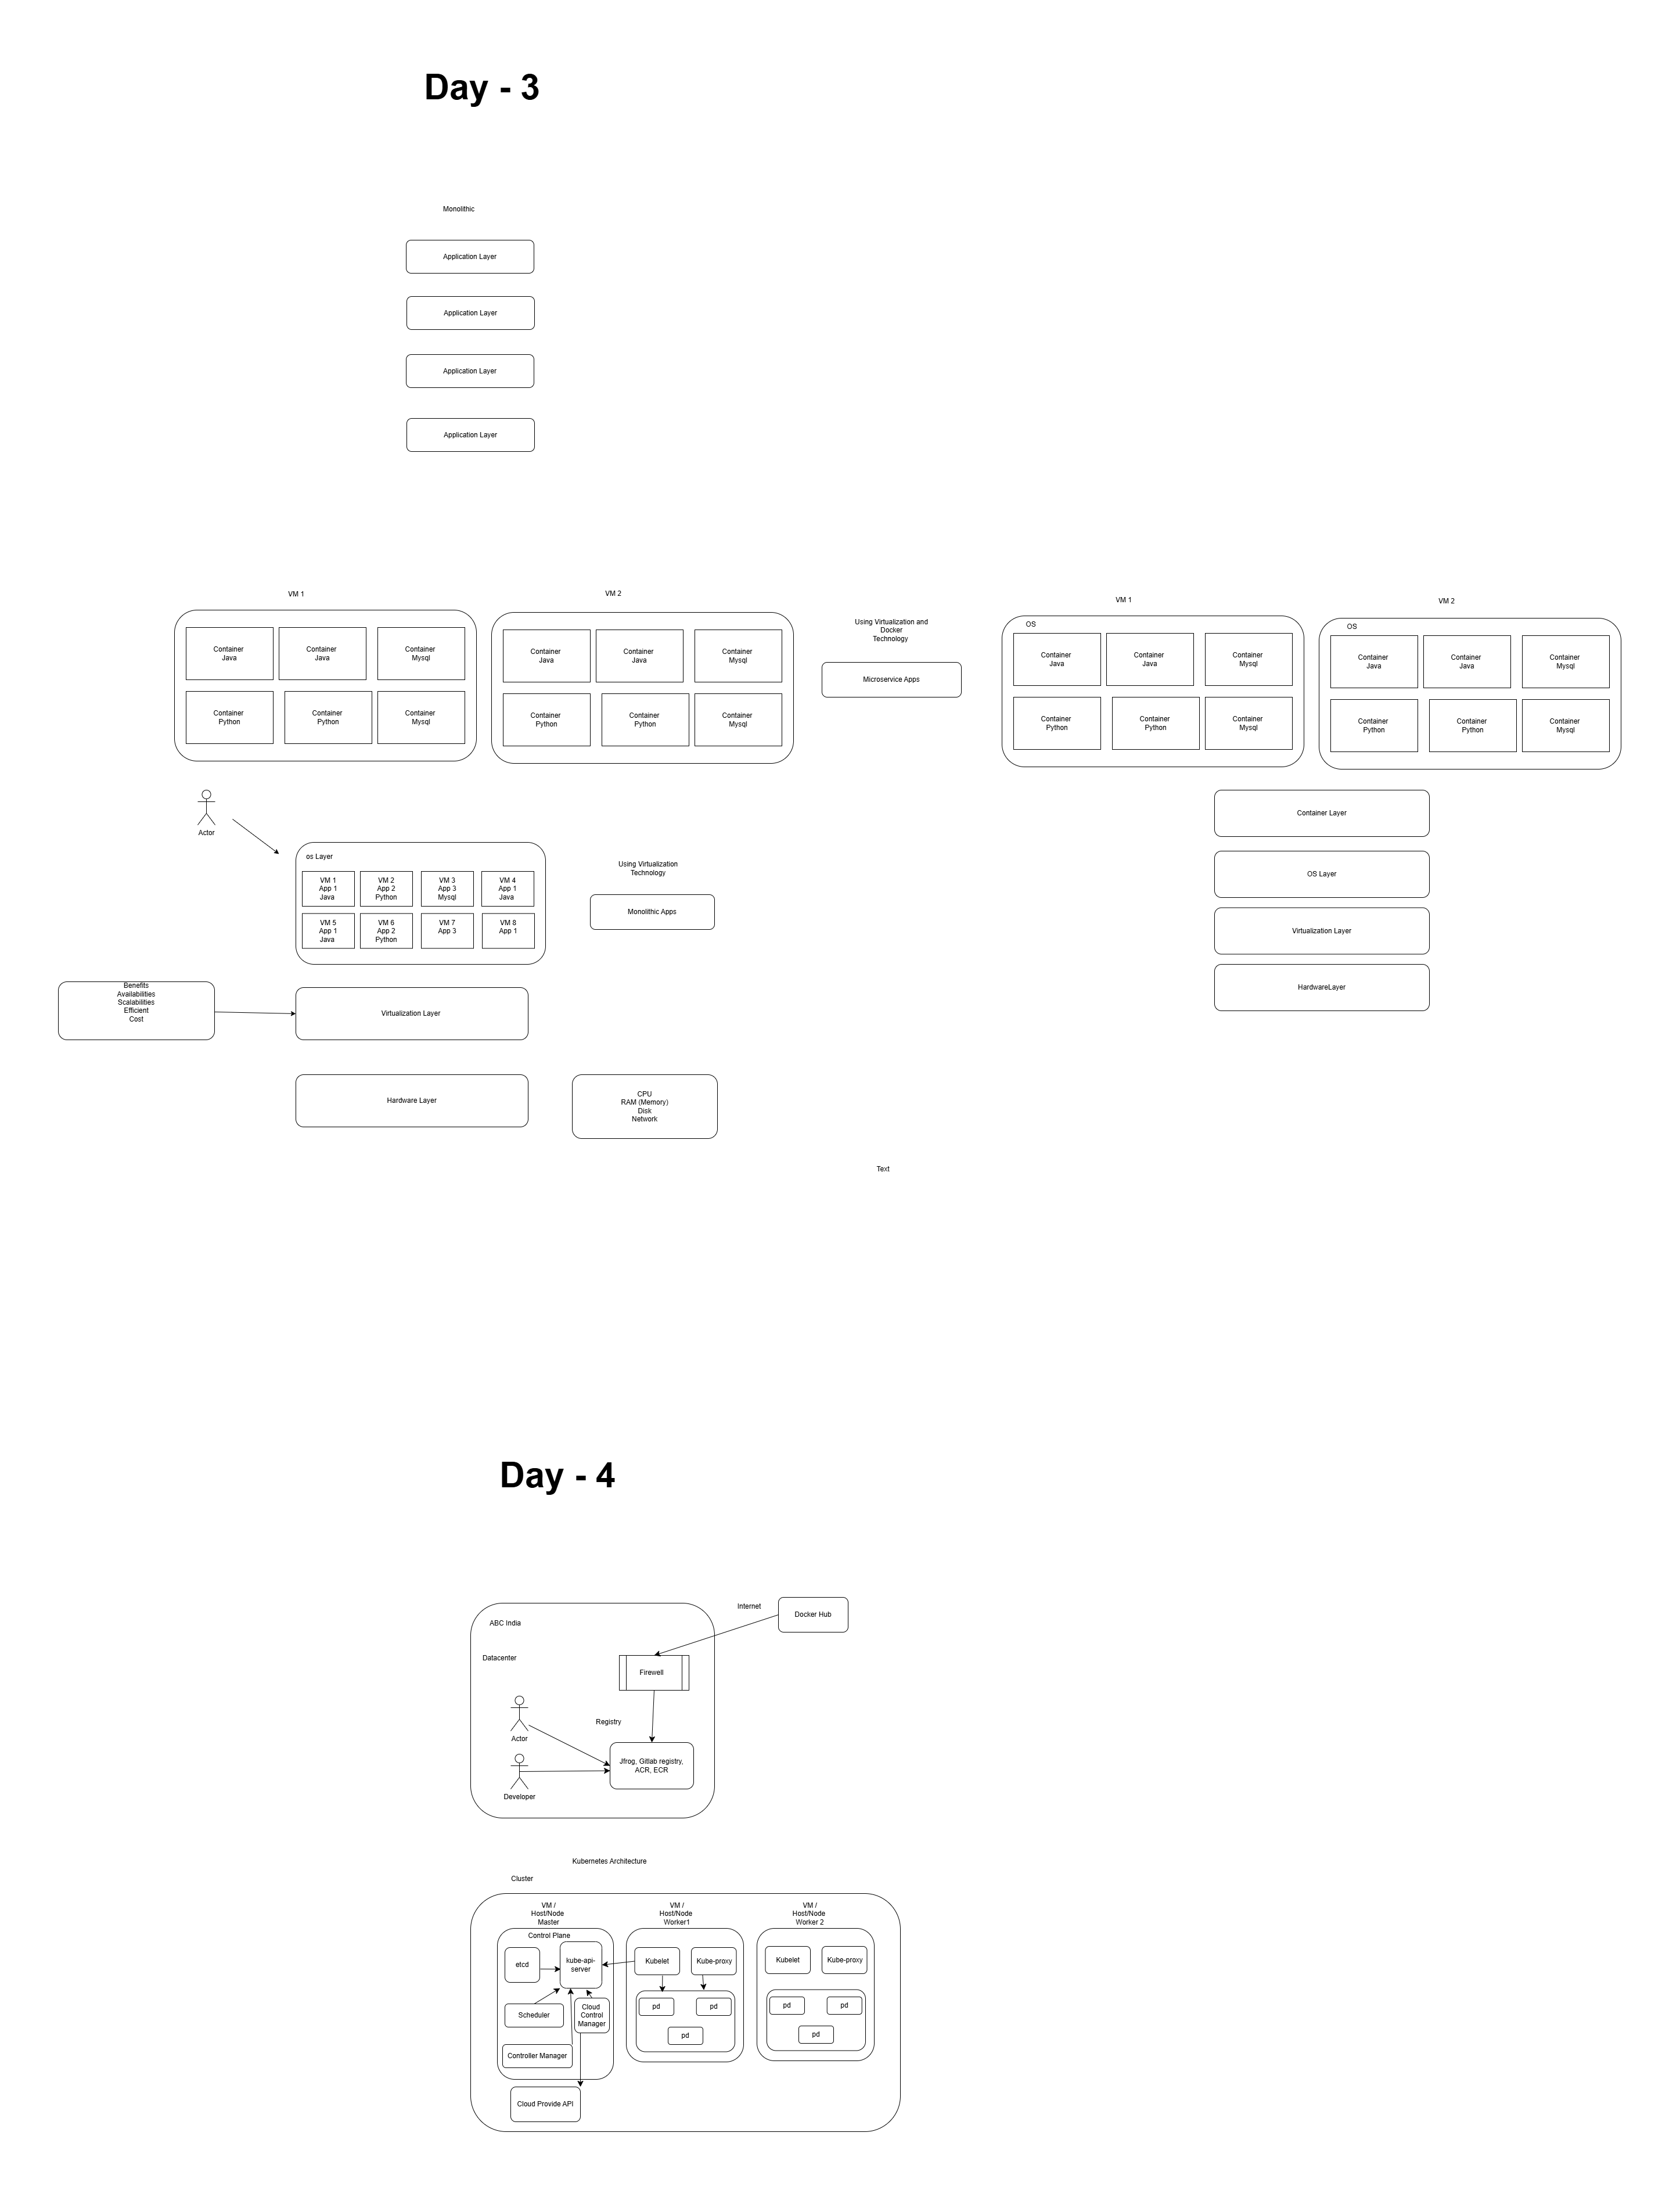 Day - 3
Monolithic
Application Layer
Application Layer
Application Layer
Application Layer
VM 1
Container
Java
Container
Java
Container
Mysql
Container
Python
Container
Python
Container
Mysql
VM 2
Container
Java
Container
Java
Container
Mysql
Container
Python
Container
Python
Container
Mysql
Using Virtualization and
Docker
Technology
Microservice Apps
VM 1
OS
Container
Java
Container
Java
Container
Mysql
Container
Python
Container
Python
Container
Mysql
VM 2
OS
Container
Java
Container
Java
Container
Mysql
Container
Python
Container
Python
Container
Mysql
Actor
os Layer
VM 1
App 1
Java
VM 2
App 2
Python
VM 3
App 3
Mysql
VM 4
App 1
Java
VM 5
App 1
Java
VM 6
App 2
Python
VM 7
App 3
VM 8
App 1
Using Virtualization
Technology
Monolithic Apps
Container Layer
OS Layer
Virtualization Layer
HardwareLayer
Benefits
Availabilities
Scalabilities
Efficient
Cost
Virtualization Layer
Hardware Layer
CPU
RAM (Memory)
Disk
Network
Text
Day - 4
ABC India
Datacenter
Internet
Docker Hub
Firewell
Actor
Registry
Jfrog, Gitlab registry,
ACR, ECR
Developer
Kubernetes Architecture
Cluster
VM /
Host/Node
Master
Control Plane
etcd
kube-api-
server
Scheduler
Cloud
Control
Manager
Controller Manager
Cloud Provide API
VM /
Host/Node
Worker1
Kubelet
Kube-proxy
pd
pd
pd
VM /
Host/Node
Worker 2
Kubelet
Kube-proxy
pd
pd
pd